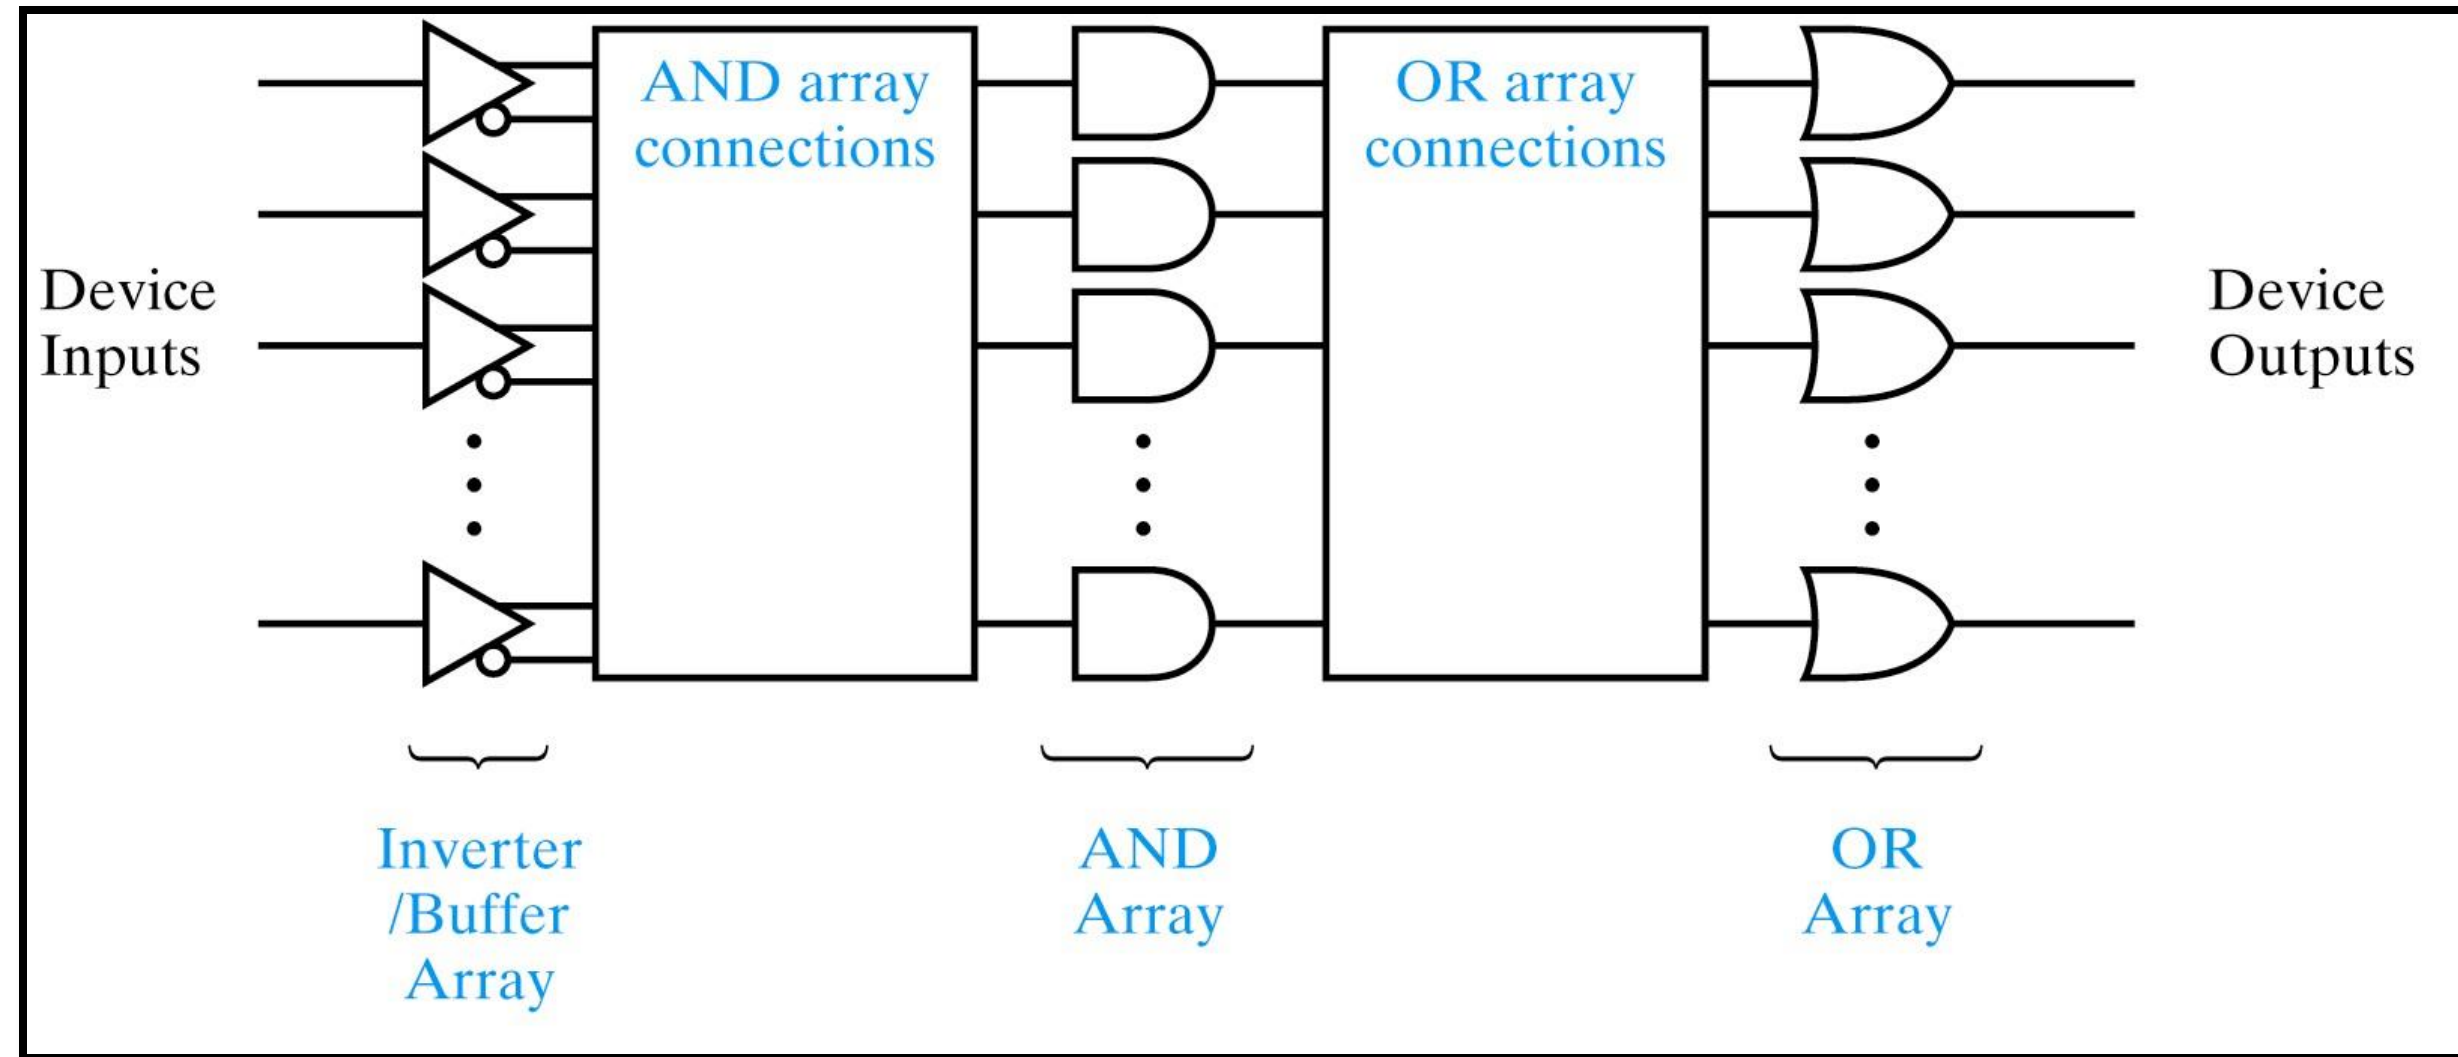 AND array
connections
OR array
connections
Device
Inputs
Device
Outputs
Inverter
/Buffer
Array
AND
Array
OR
Array